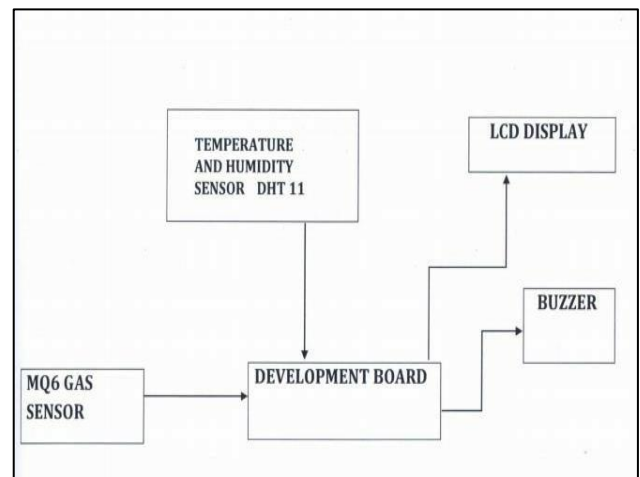 TEMPERATURE
AND HUMIDITY
SENSOR DHT 11
LCD DISPLAY
BUZZER
DEVELOPMENT BOARD
MQ6 GAS
SENSOR